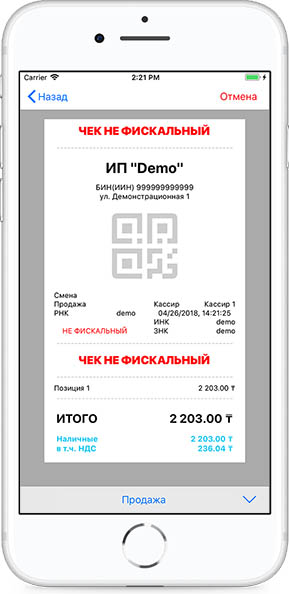 Carrier 2:21 PM
Назад Отмена
ЧЕК НЕ ФИСКАЛЬНЫЙ
ИП "Demo"
БИН(ИИН) 999999999999
ул. Демонстрационная 1
Смена
Продажа Кассир Кассир 1
РНК demo 04/26/2018, 14:21:25
ИНК demo
НЕ ФИСКАЛЬНЫЙ ЗНК demo
ЧЕК НЕ ФИСКАЛЬНЫЙ
Позиция 1 2 203.00 ₸
ИТОГО 2 203.00 ₸
Наличные 2 203.00 ₸
в т.ч. НДС 236.04 ₸
Продажа